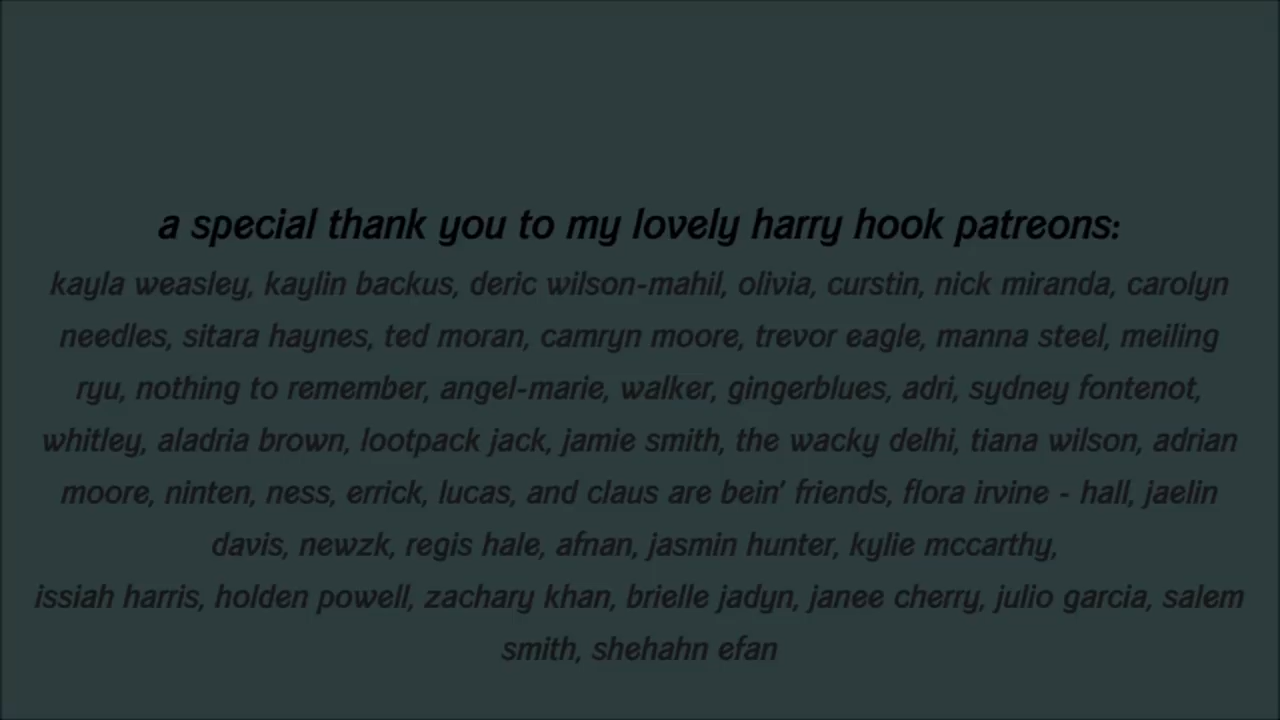 a special thank you to my lovely harry hook patreons:
kayla weasley, kaylin backus, deric wilson-mahil, olivia, curstin, nick miranda, carolyn
needles, sitara haynes, ted moran, camryn moore, trevor eagle, manna steel, meiling
ryu, nothing to remember, angel-marie, walker, gingerblues, adri, sydney fontenot,
whitley, aladria brown, lootpack jack, jamie smith, the wacky delhi, tiana wilson, adrian
moore, ninten, ness, errick, lucas, and claus are bein' friends, flora irvine - hall, jaelin
davis, newzk, regis hale, afnan, jasmin hunter, kylie mccarthy,
issiah harris, holden powell, zachary khan, brielle jadyn, janee cherry, julio garcia, salem
smith, shehahn efan